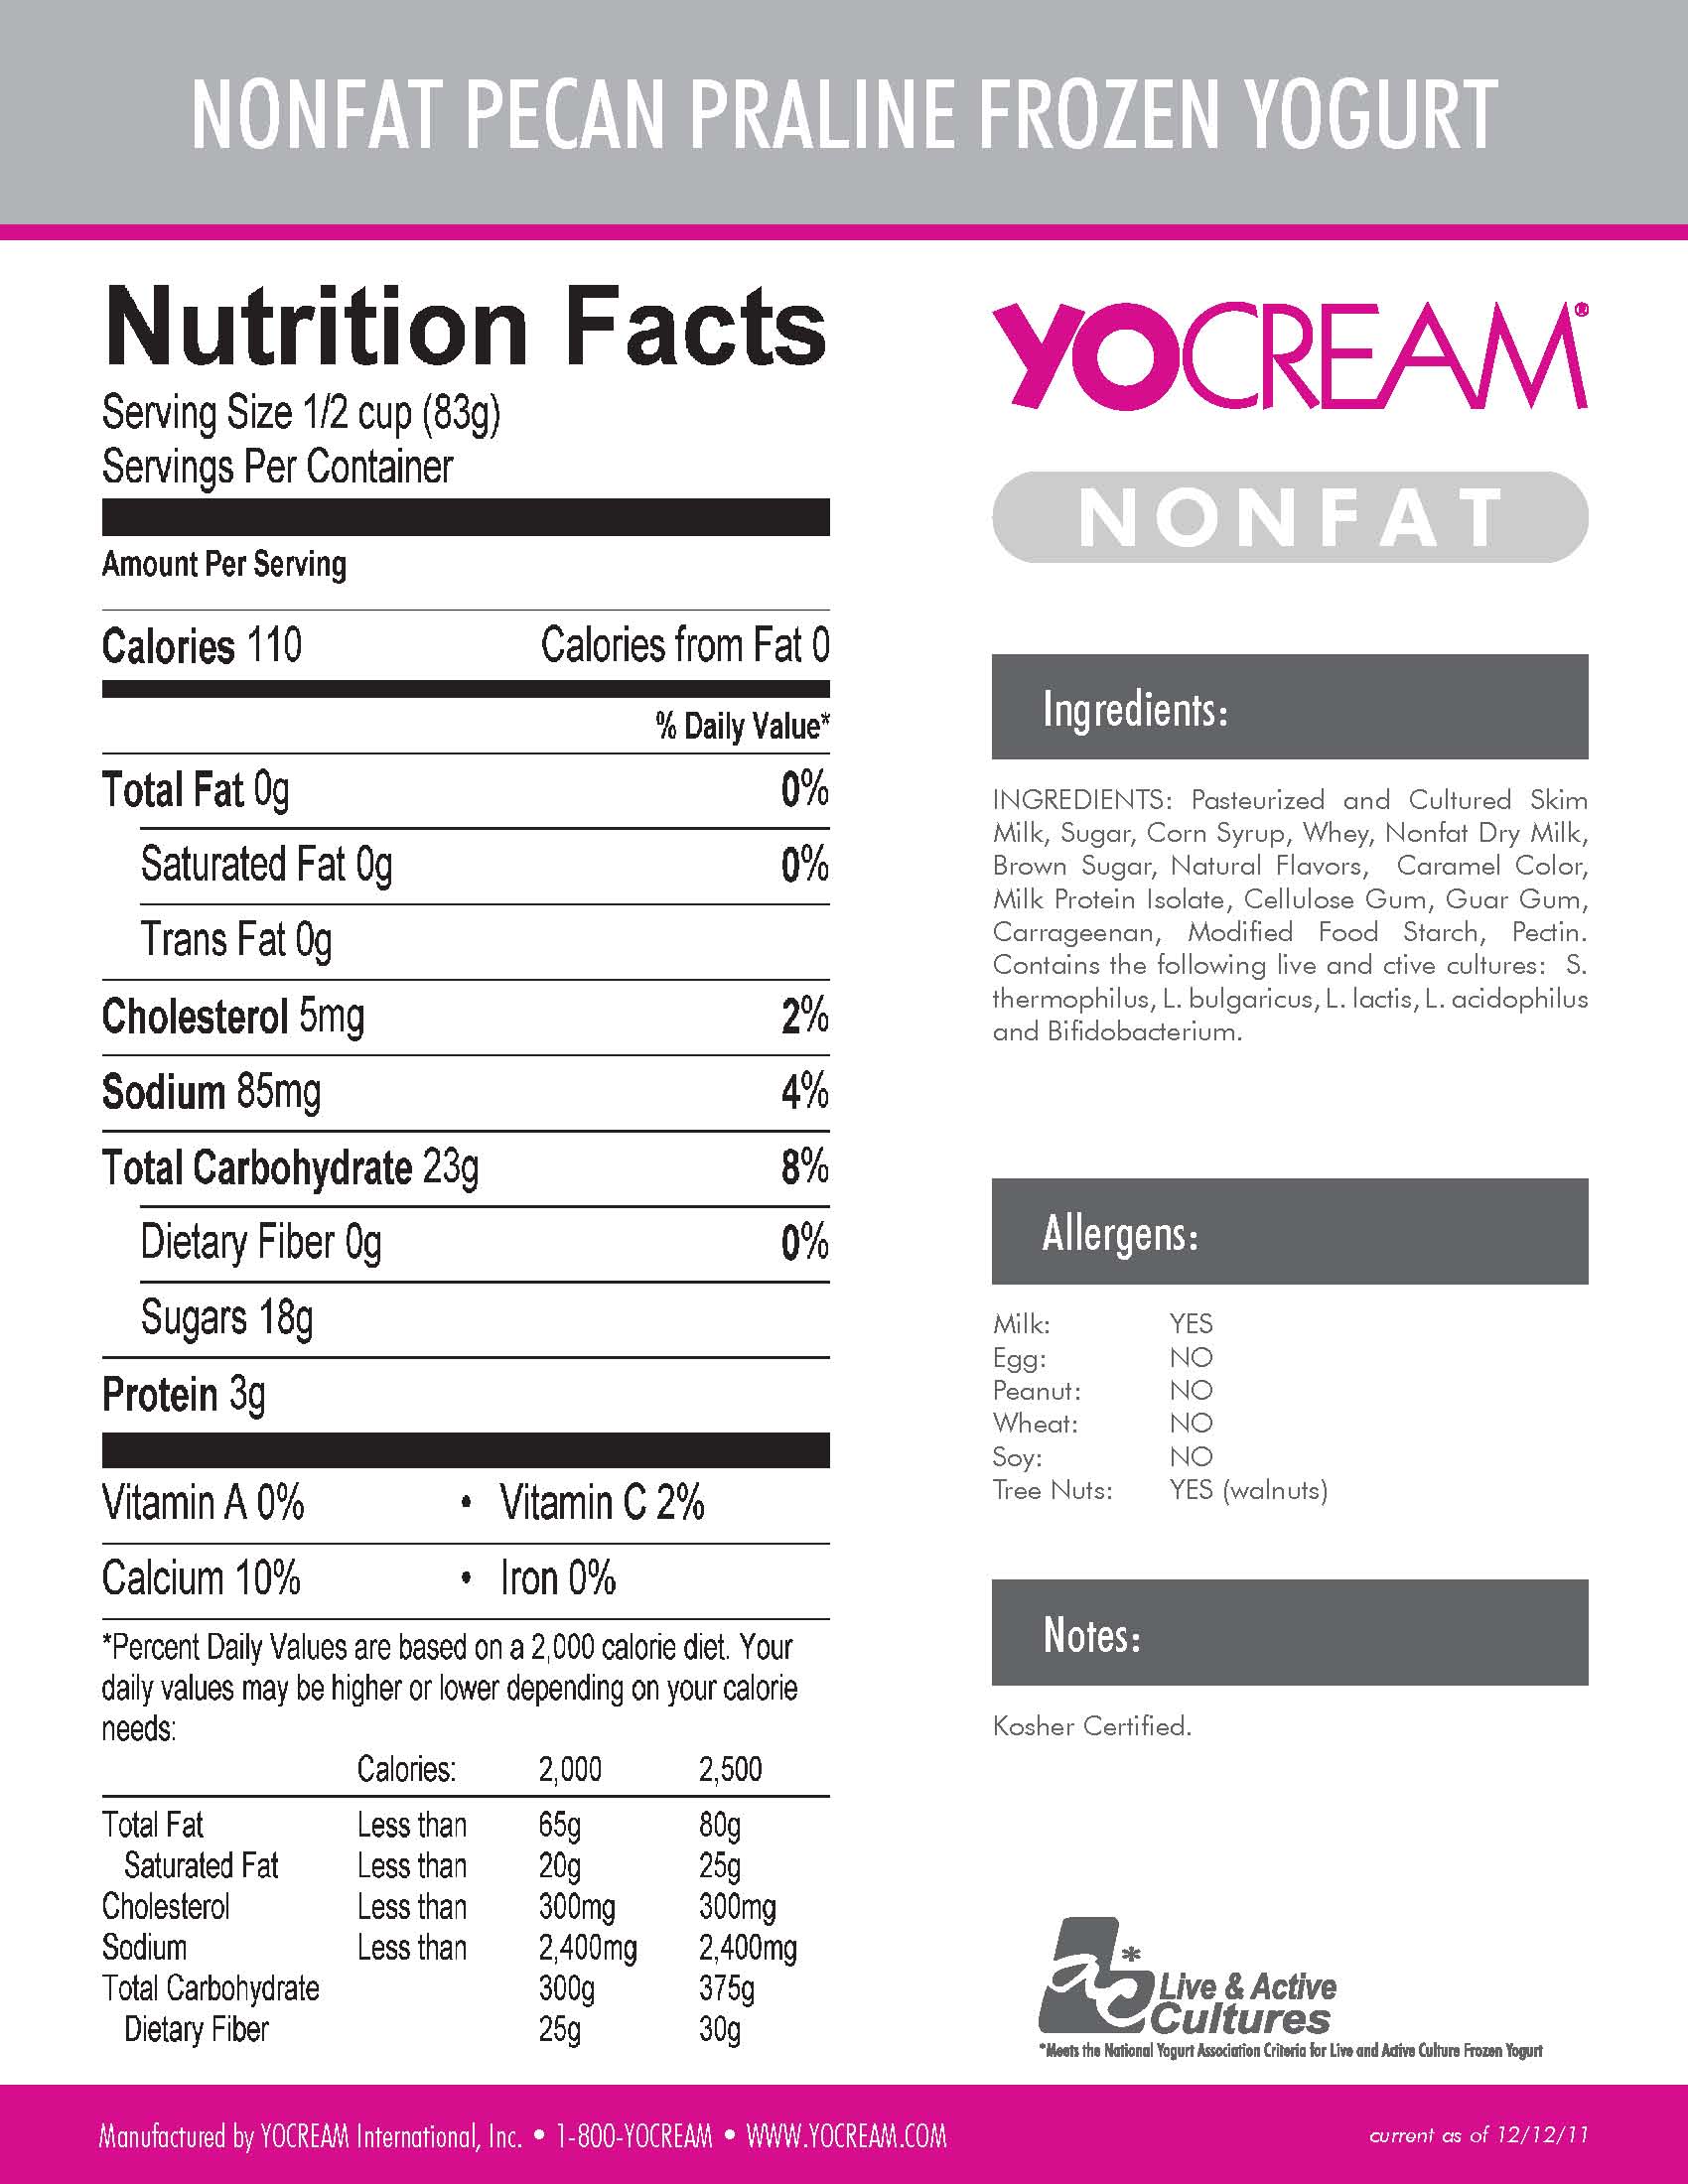 NONFAT PECAN PRALINE FROZEN YOGURT
Nutrition Facts
Serving Size 1/2 cup (83g)
Servings Per Container
Amount Per Serving
Calories 110 Calories from Fat 0
% Daily Value*
Total Fat 0g 0%
Saturated Fat 0g 0%
Trans Fat 0g
Cholesterol 5mg 2%
Sodium 85mg 4%
Total Carbohydrate 23g 8%
Dietary Fiber 0g 0%
Sugars 18g
Protein 3g
Vitamin A 0% • Vitamin C 2%
Calcium 10% • Iron 0%
*Percent Daily Values are based on a 2,000 calorie diet. Your
daily values may be higher or lower depending on your calorie
needs:
Calories: 2,000 2,500
Total Fat Less than 65g 80g
Saturated Fat Less than 20g 25g
Cholesterol Less than 300mg 300mg
Sodium Less than 2,400mg 2,400mg
Total Carbohydrate 300g 375g
Dietary Fiber 25g 30g
YOCREAM®
NONFAT
Ingredients:
INGREDIENTS: Pasteurized and Cultured Skim
Milk, Sugar, Corn Syrup, Whey, Nonfat Dry Milk,
Brown Sugar, Natural Flavors, Caramel Color,
Milk Protein Isolate, Cellulose Gum, Guar Gum,
Carrageenan, Modified Food Starch, Pectin.
Contains the following live and ctive cultures: S.
thermophilus, L. bulgaricus, L. lactis, L. acidophilus
and Bifidobacterium.
Allergens:
Milk: YES
Egg: NO
Peanut: NO
Wheat: NO
Soy: NO
Tree Nuts: YES (walnuts)
Notes:
Kosher Certified.
ac*
Live & Active
Cultures
*Meets the National Yogurt Association Criteria for Live and Active Culture Frozen Yogurt
Manufactured by YOCREAM International, Inc. • 1-800-YOCREAM • WWW.YOCREAM.COM
current as of 12/12/11